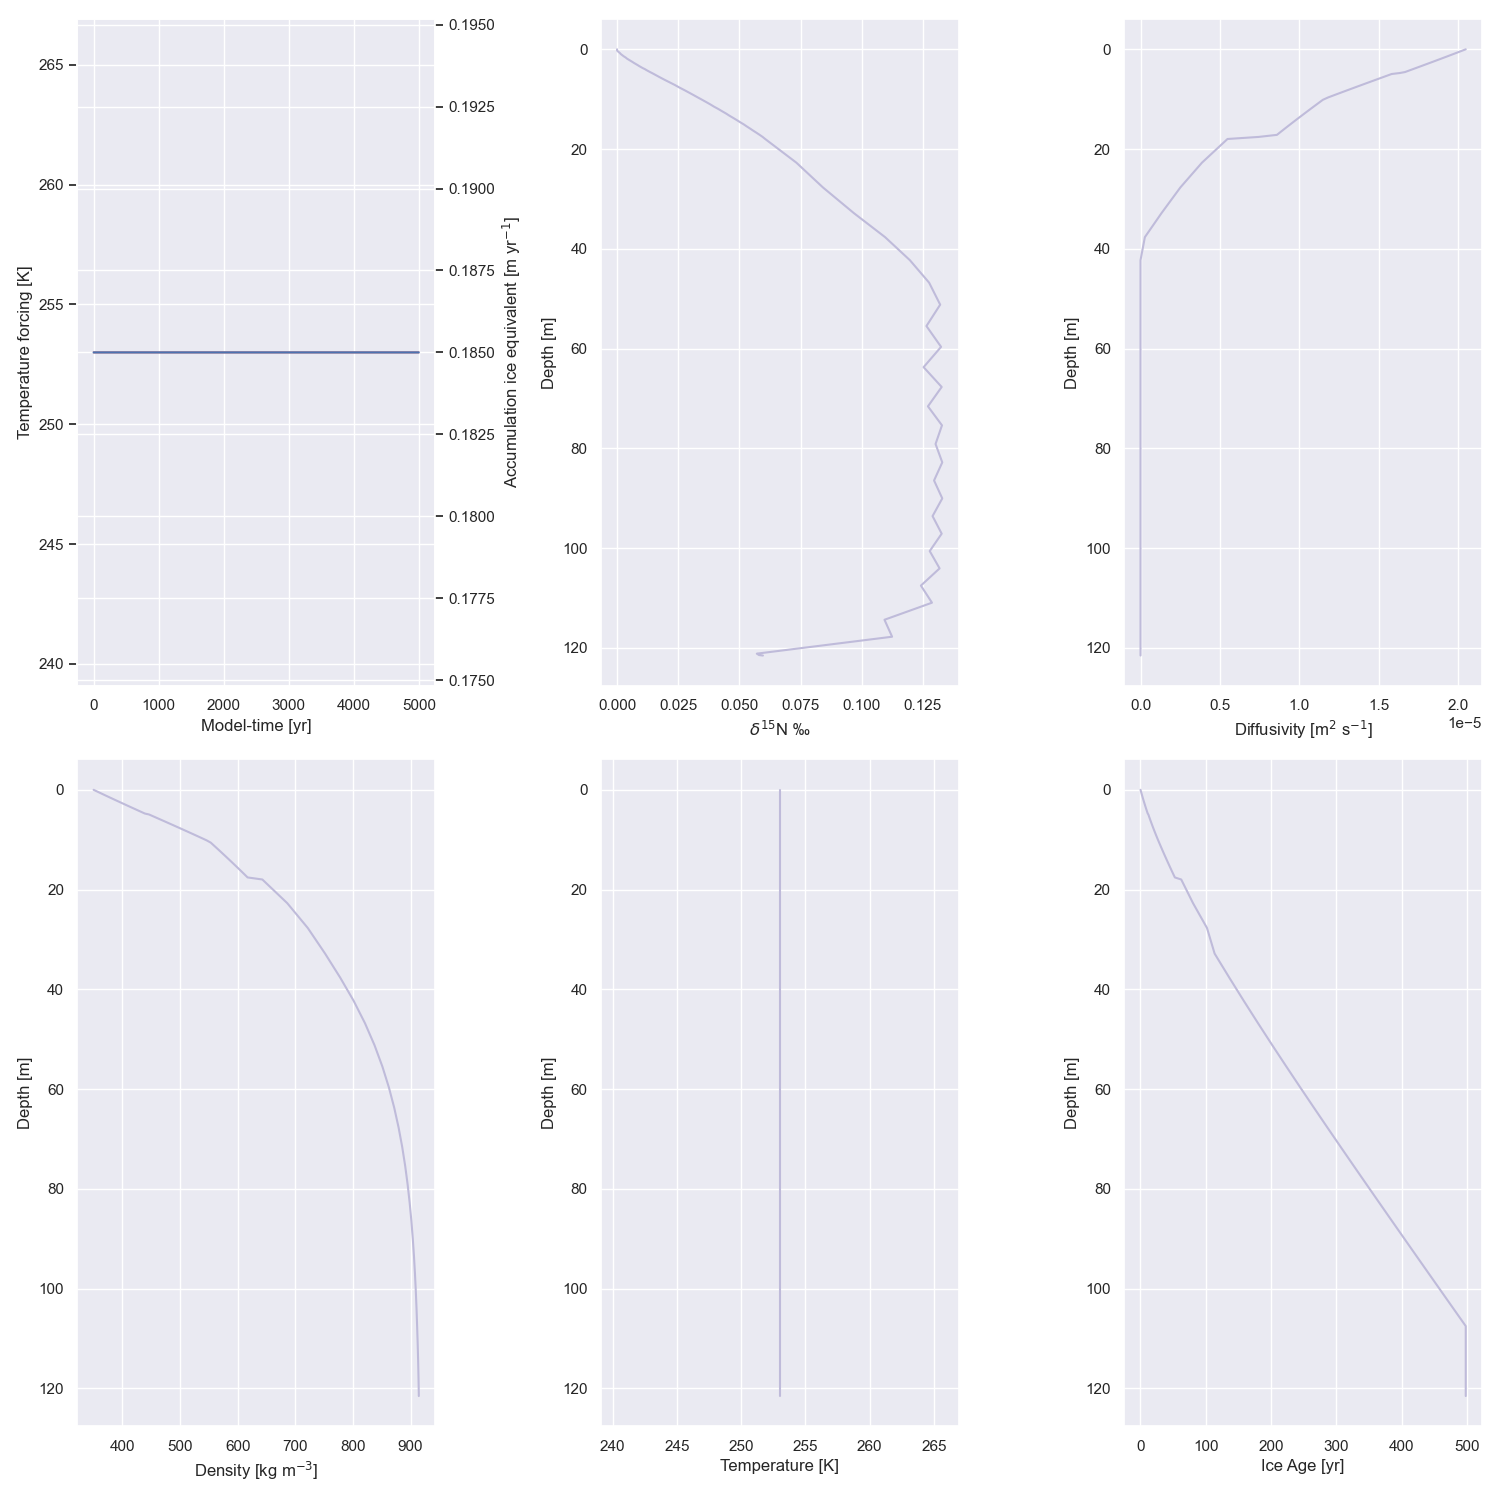 265
260
255
250
245
240
Temperature forcing [K]
0 1000 2000 3000 4000 5000
Model-time [yr]
0.1950
0.1925
0.1900
0.1875
0.1850
0.1825
0.1800
0.1775
0.1750
Accumulation ice equivalent [m yr⁻¹]
0
20
40
60
80
100
120
Depth [m]
0.000 0.025 0.050 0.075 0.100 0.125
δ¹⁵N ‰
0
20
40
60
80
100
120
Depth [m]
0.0 0.5 1.0 1.5 2.0
1e−5
Diffusivity [m² s⁻¹]
0
20
40
60
80
100
120
Depth [m]
400 500 600 700 800 900
Density [kg m⁻³]
0
20
40
60
80
100
120
Depth [m]
240 245 250 255 260 265
Temperature [K]
0
20
40
60
80
100
120
Depth [m]
0 100 200 300 400 500
Ice Age [yr]